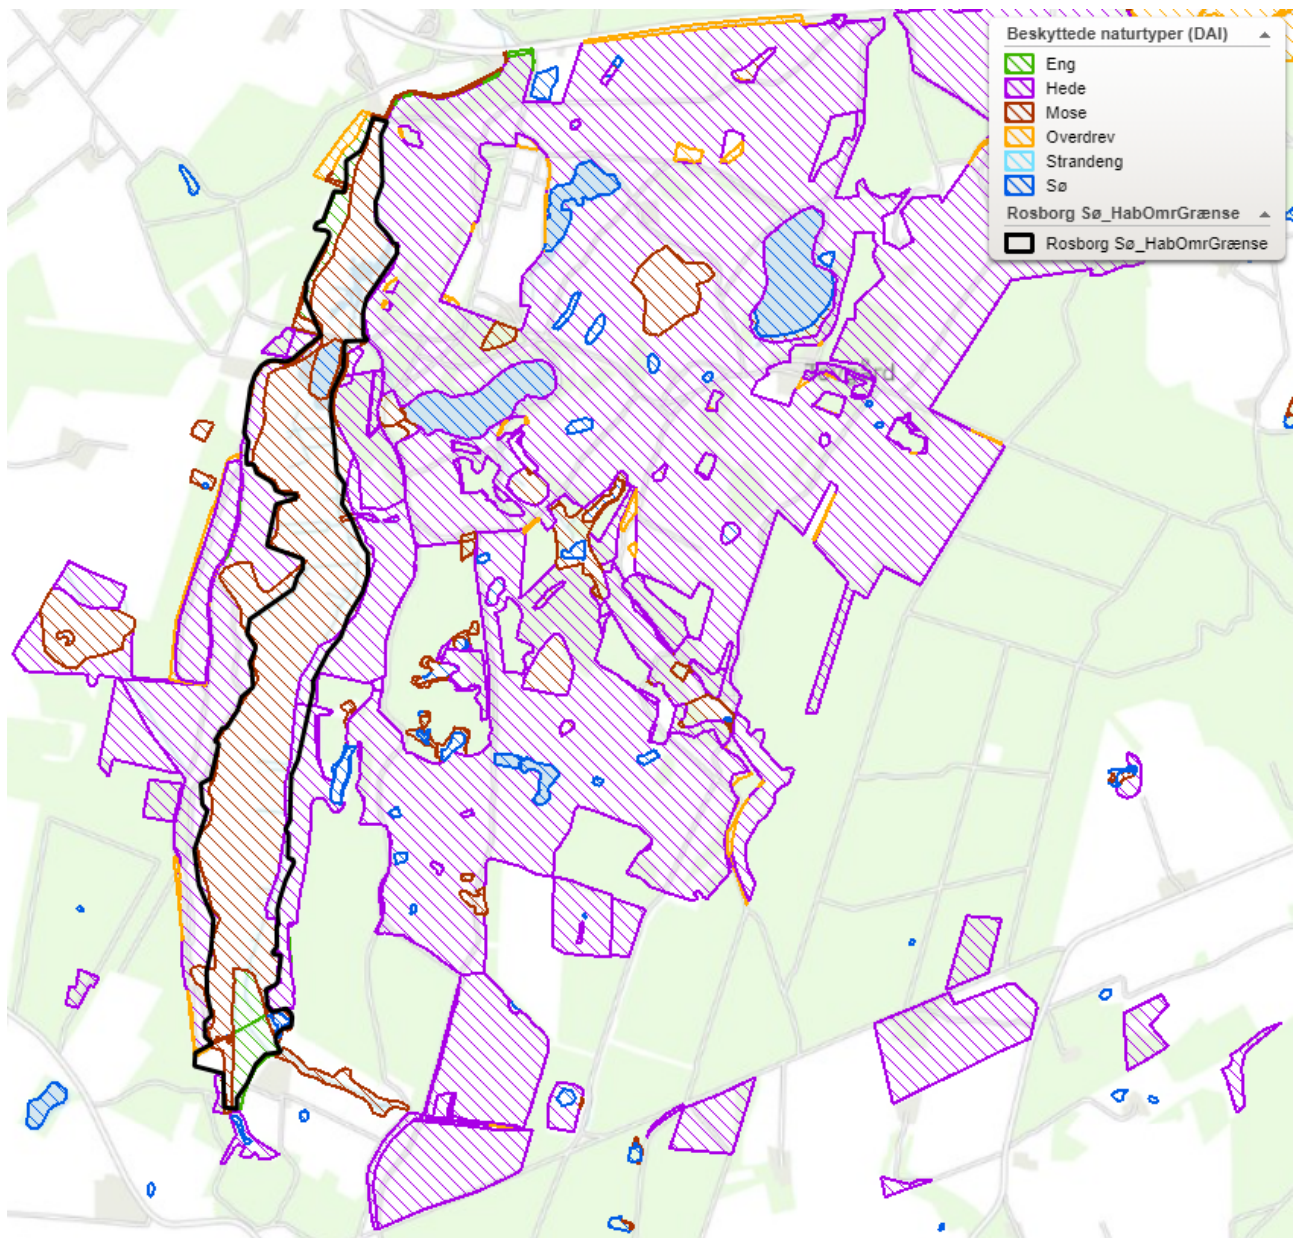 Beskyttede naturtyper (DAI)
Eng
Hede
Mose
Overdrev
Strandeng
Sø
Rosborg Sø_HabOmrGrænse
Rosborg Sø_HabOmrGrænse